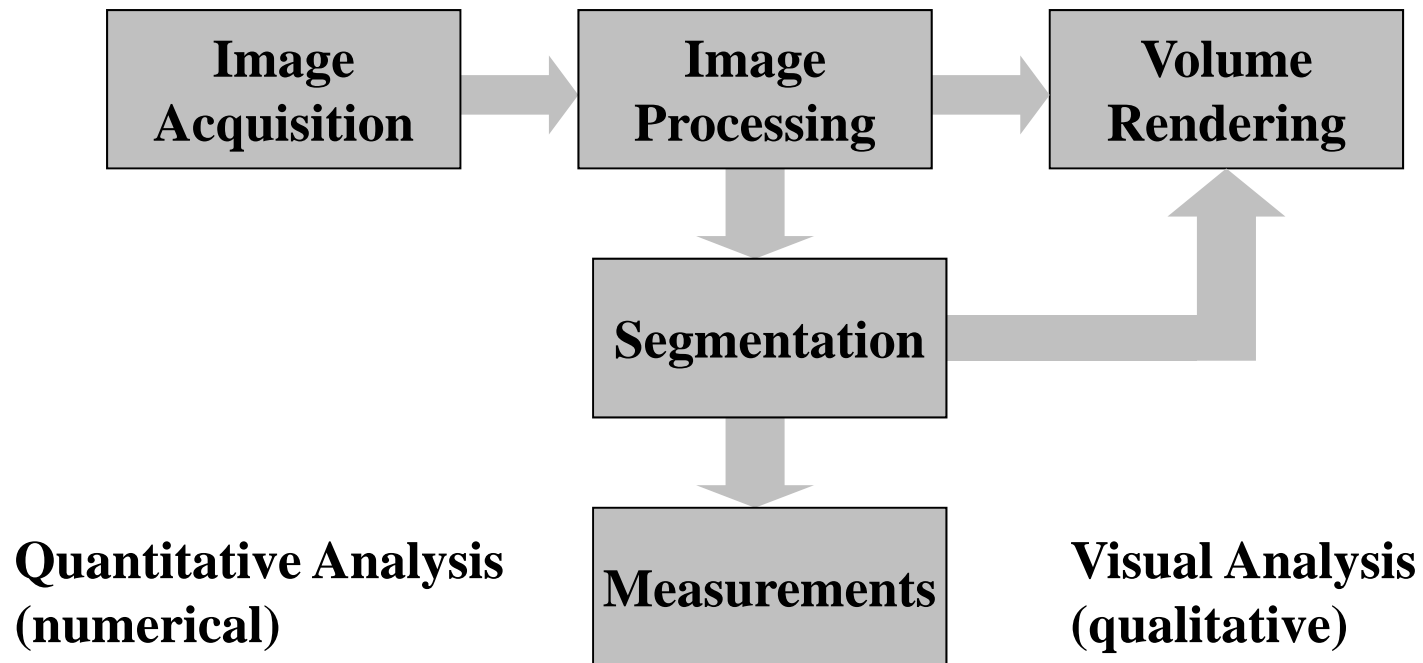 Image
Acquisition
Image
Processing
Volume
Rendering
Segmentation
Measurements
Quantitative Analysis
(numerical)
Visual Analysis
(qualitative)